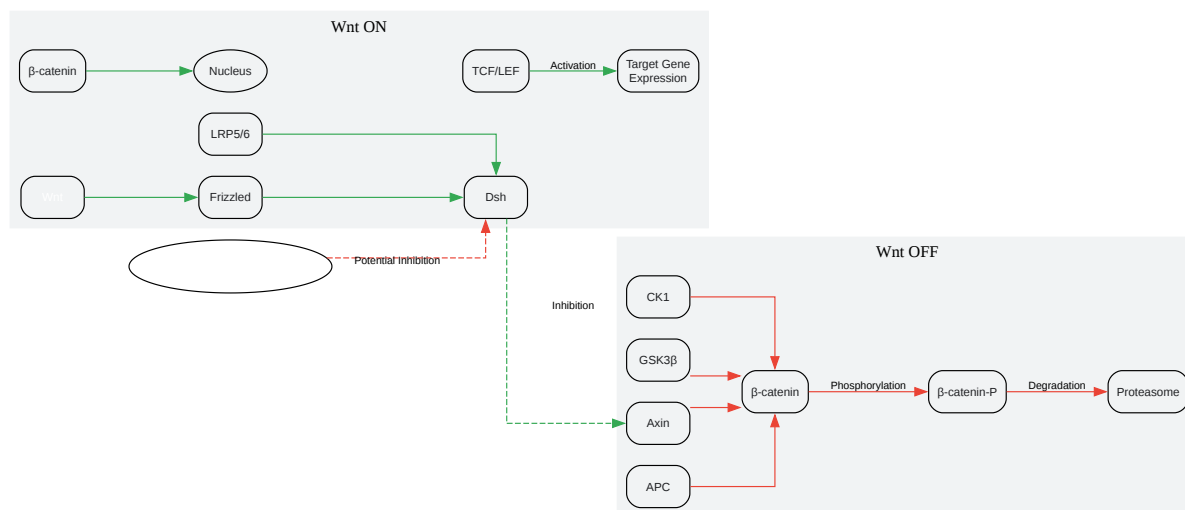 Wnt ON
β-catenin
Nucleus
TCF/LEF
Activation
Target Gene
Expression
LRP5/6
Wnt
Frizzled
Dsh
Potential Inhibition
Wnt OFF
Inhibition
CK1
GSK3β
β-catenin
Phosphorylation
β-catenin-P
Degradation
Proteasome
Axin
APC